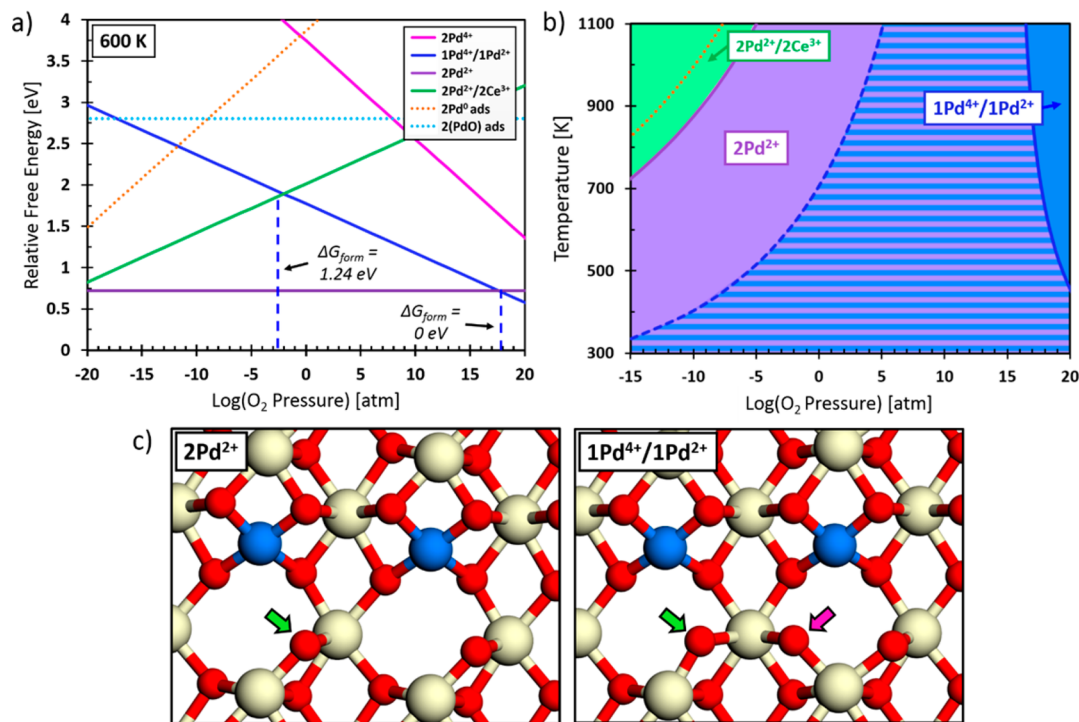 a)
600 K
Relative Free Energy [eV]
4
3.5
3
2.5
2
1.5
1
0.5
0
2Pd⁴⁺
1Pd⁴⁺/1Pd²⁺
2Pd²⁺
2Pd²⁺/2Ce³⁺
2Pd⁰ ads
2(PdO) ads
ΔG_form =
1.24 eV
ΔG_form =
0 eV
-20 -15 -10 -5 0 5 10 15 20
Log(O₂ Pressure) [atm]
b)
Temperature [K]
1100
900
700
500
300
2Pd²⁺/2Ce³⁺
1Pd⁴⁺/1Pd²⁺
2Pd²⁺
-15 -10 -5 0 5 10 15 20
Log(O₂ Pressure) [atm]
c)
2Pd²⁺
1Pd⁴⁺/1Pd²⁺